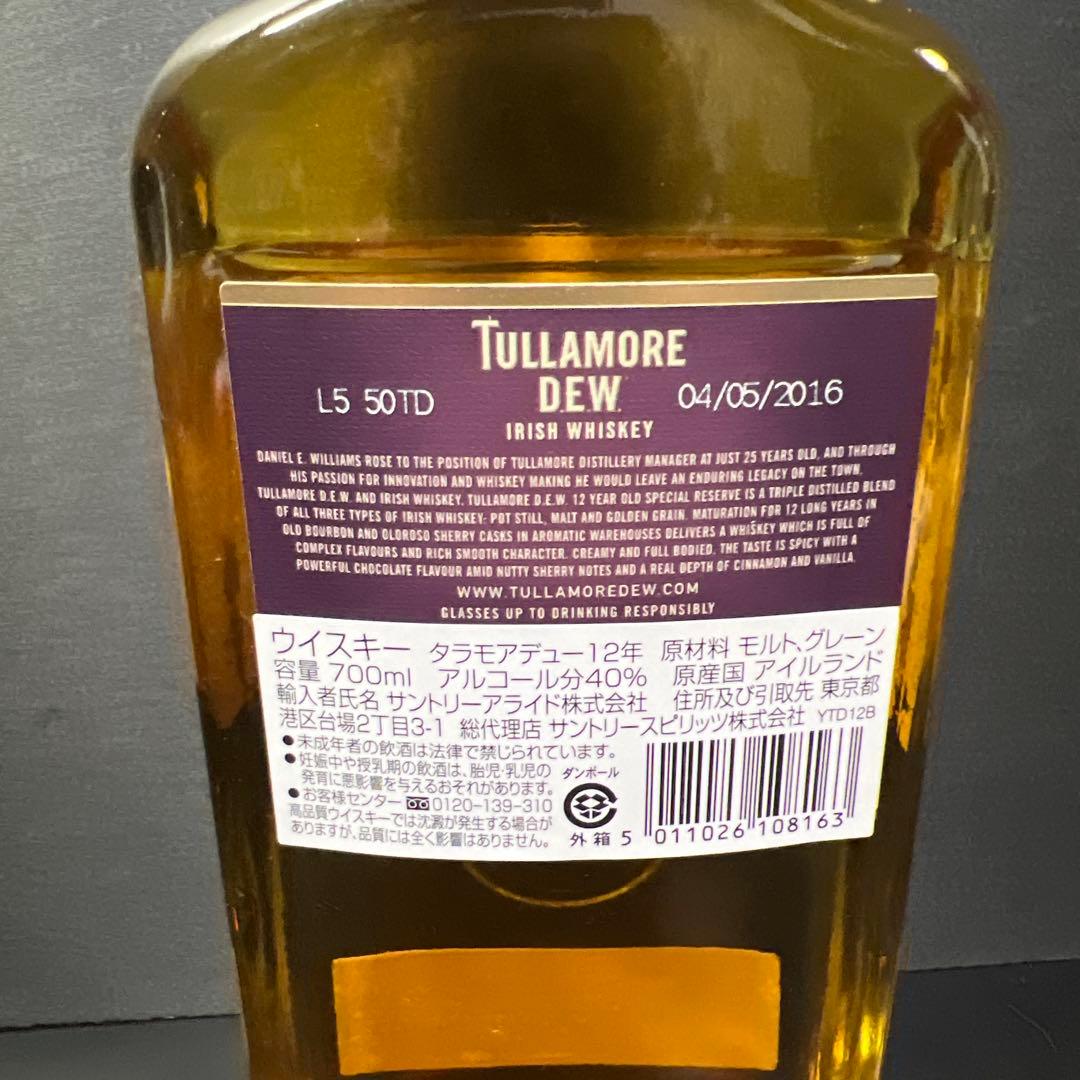 TULLAMORE
L5 50TD D.E.W. 04/05/2016
IRISH WHISKEY
DANIEL E. WILLIAMS ROSE TO THE POSITION OF TULLAMORE DISTILLERY MANAGER AT JUST 25 YEARS OLD, AND THROUGH
HIS PASSION FOR INNOVATION AND WHISKEY MAKING HE WOULD LEAVE AN ENDURING LEGACY ON THE TOWN,
TULLAMORE D.E.W. AND IRISH WHISKEY. TULLAMORE D.E.W. 12 YEAR OLD SPECIAL RESERVE IS A TRIPLE DISTILLED BLEND
OF ALL THREE TYPES OF IRISH WHISKEY: POT STILL, MALT AND GOLDEN GRAIN. MATURATION FOR 12 LONG YEARS IN
OLD BOURBON AND OLOROSO SHERRY CASKS IN AROMATIC WAREHOUSES DELIVERS A WHISKEY WHICH IS FULL OF
COMPLEX FLAVOURS AND RICH SMOOTH CHARACTER. CREAMY AND FULL BODIED. THE TASTE IS SPICY WITH A
POWERFUL CHOCOLATE FLAVOUR AMID NUTTY SHERRY NOTES AND A REAL DEPTH OF CINNAMON AND VANILLA.
WWW.TULLAMOREDEW.COM
GLASSES UP TO DRINKING RESPONSIBLY
ウイスキー タラモアデュー12年 原材料 モルト、グレーン
容量 700ml アルコール分40% 原産国 アイルランド
輸入者氏名 サントリーアライド株式会社 住所及び引取先 東京都
港区台場2丁目3-1 総代理店 サントリースピリッツ株式会社 YTD12B
●未成年者の飲酒は法律で禁じられています。
●妊娠中や授乳期の飲酒は、胎児・乳児の
発育に悪影響を与えるおそれがあります。
●お客様センター 0120-139-310
高品質ウイスキーでは沈澱が発生する場合が
ありますが、品質には全く影響はありません。
ダンボール
外箱
5 011026 108163